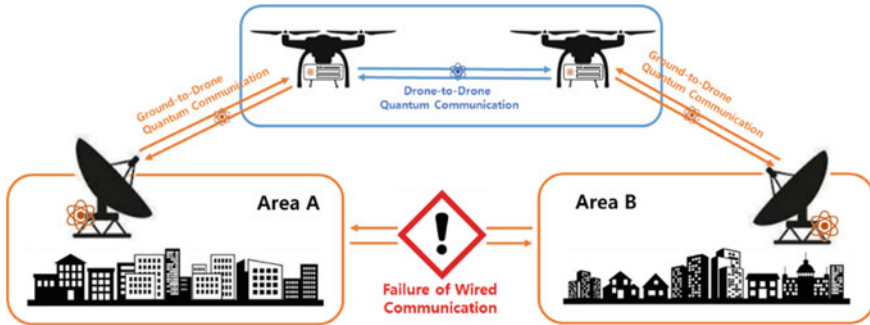 Ground-to-Drone
Quantum Communication
Drone-to-Drone
Quantum Communication
Ground-to-Drone
Quantum Communication
Area A
Area B
!
Failure of Wired
Communication